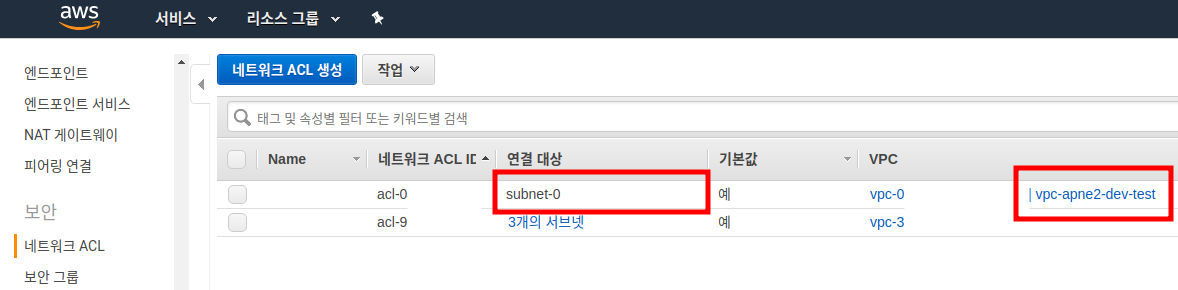 aws 서비스 리소스 그룹
엔드포인트
엔드포인트 서비스
NAT 게이트웨이
피어링 연결
보안
네트워크 ACL
보안 그룹
네트워크 ACL 생성 작업
태그 및 속성별 필터 또는 키워드별 검색
Name 네트워크 ACL ID 연결 대상 기본값 VPC
acl-0 subnet-0 예 vpc-0 | vpc-apne2-dev-test
acl-9 3개의 서브넷 예 vpc-3